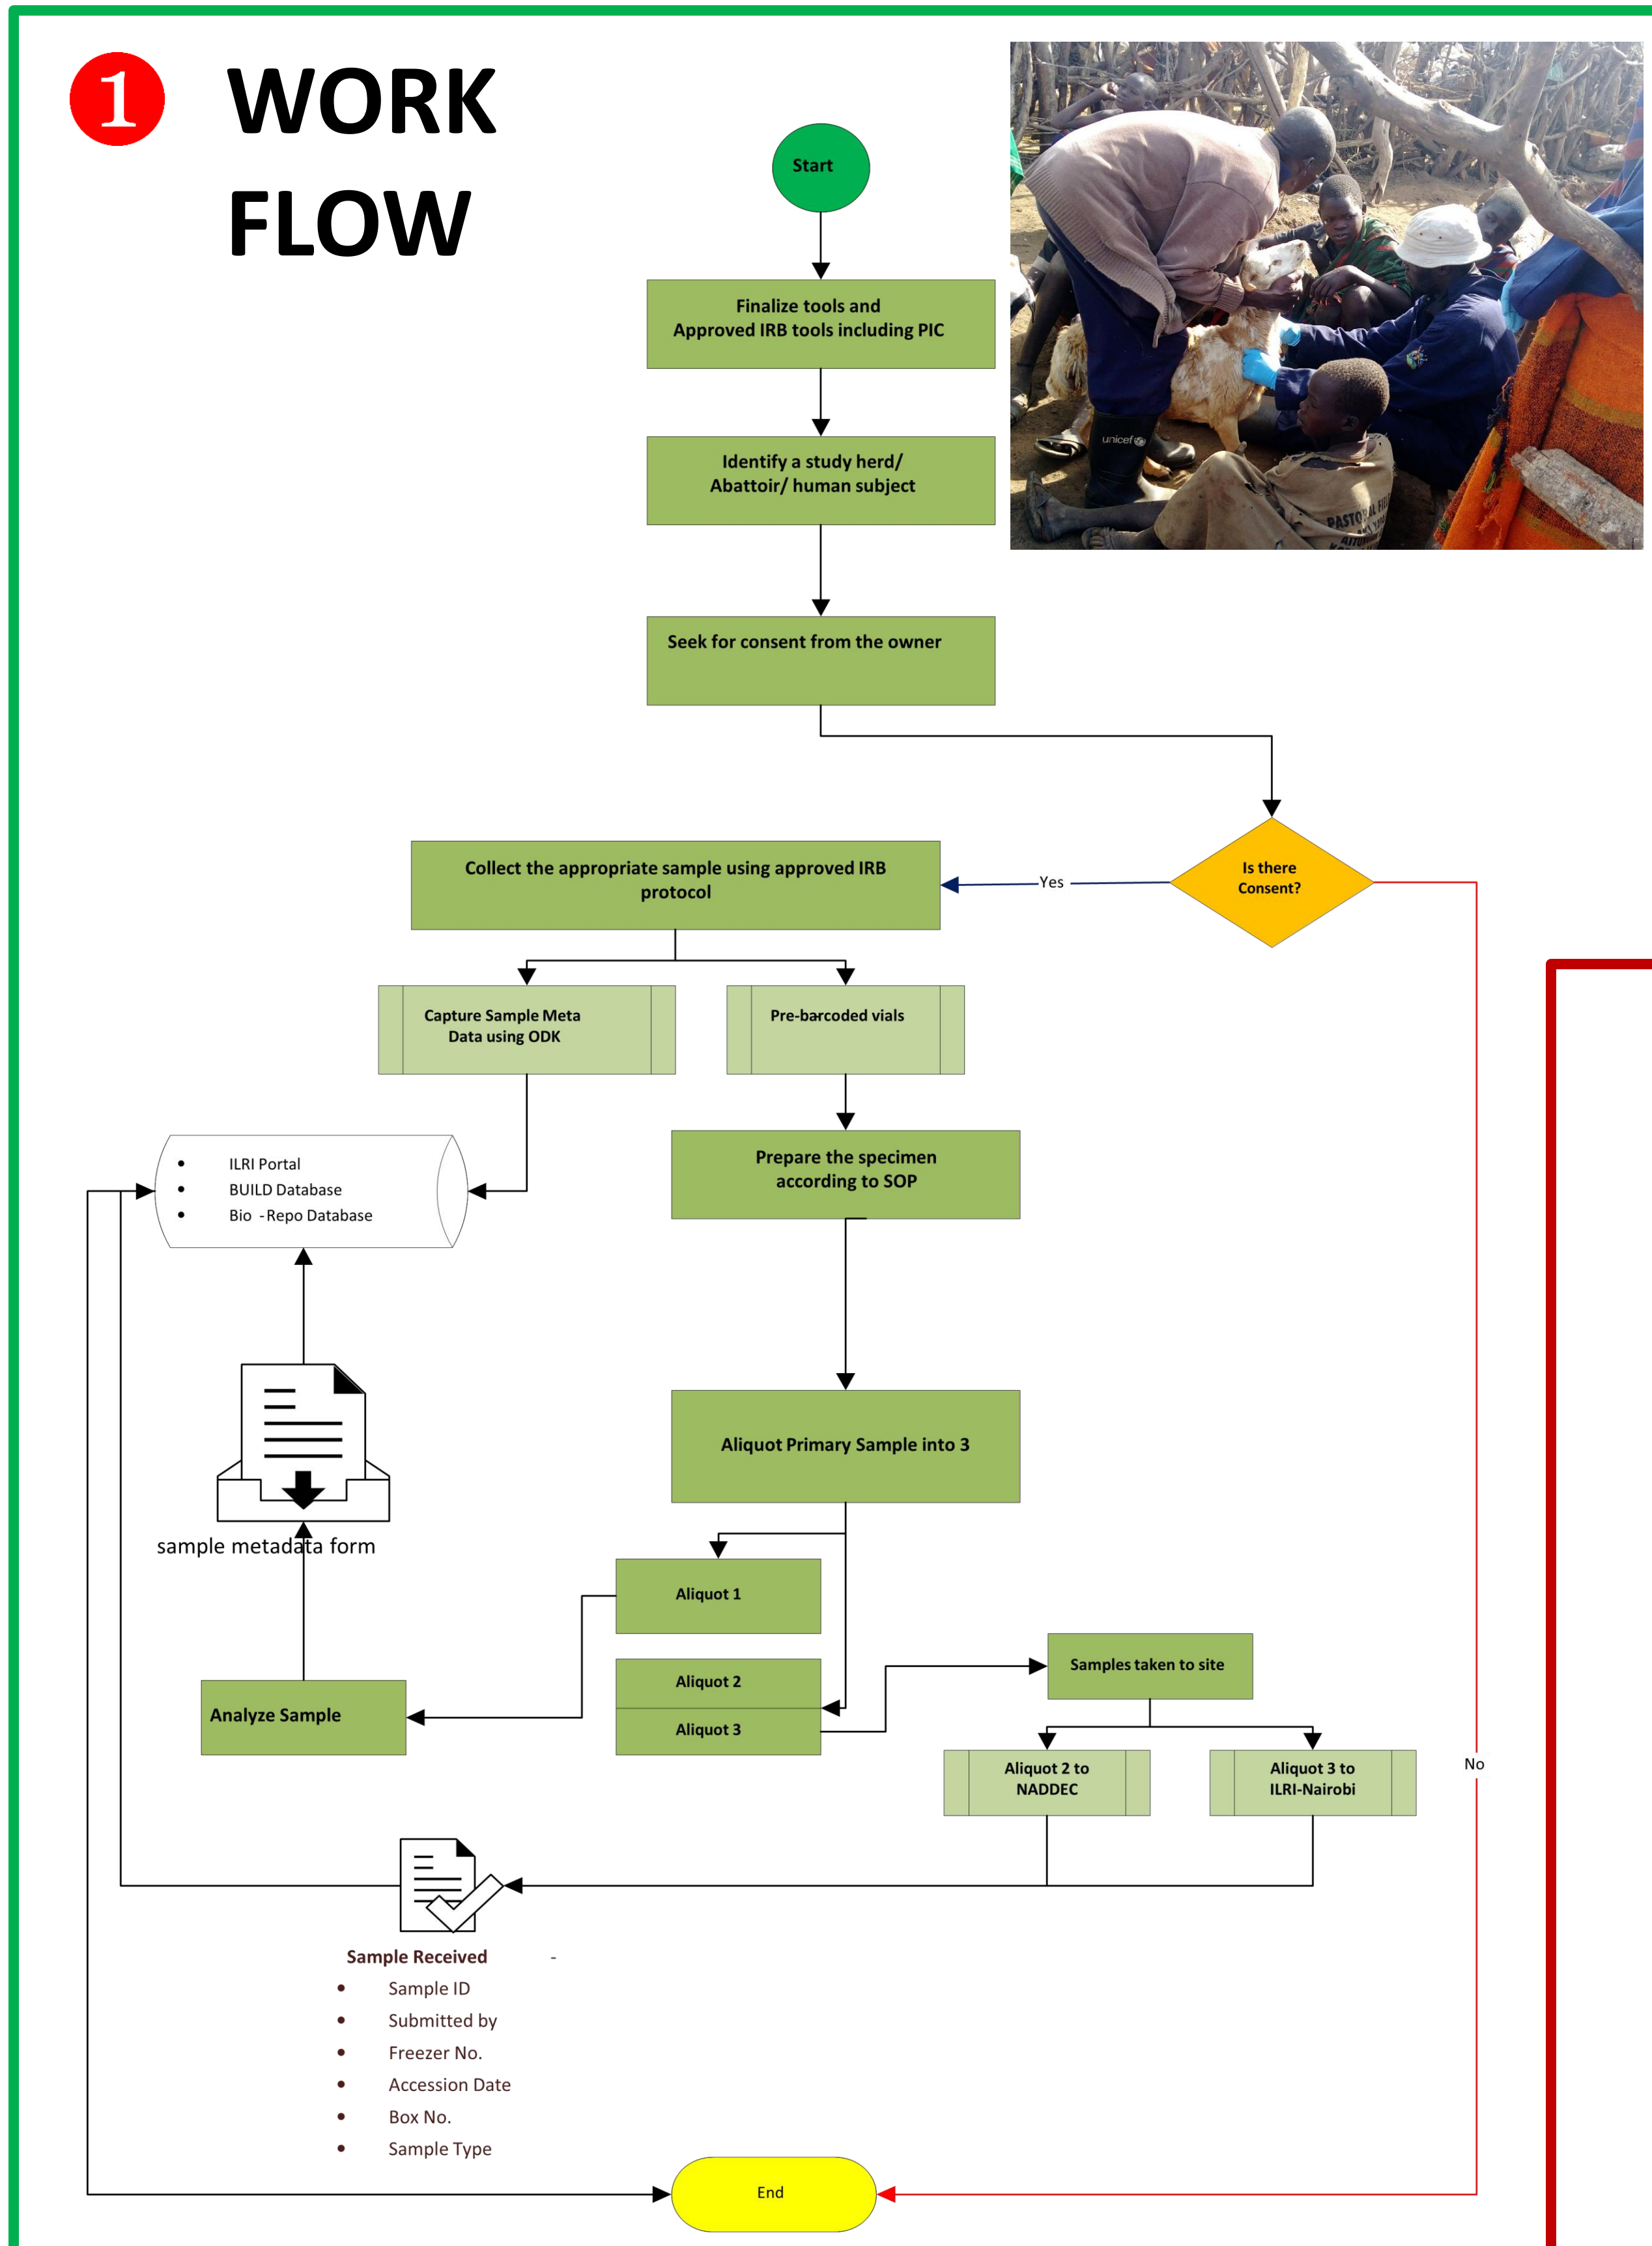 1
WORK
FLOW
Start
unicef
PASTORAL FI
Finalize tools and
Approved IRB tools including PIC
Identify a study herd/
Abattoir/ human subject
Seek for consent from the owner
Is there
Consent?
Yes
Collect the appropriate sample using approved IRB
protocol
Capture Sample Meta
Data using ODK
Pre-barcoded vials
• ILRI Portal
• BUILD Database
• Bio -Repo Database
Prepare the specimen
according to SOP
Aliquot Primary Sample into 3
sample metadata form
Aliquot 1
Aliquot 2
Aliquot 3
Samples taken to site
Analyze Sample
Aliquot 2 to
NADDEC
Aliquot 3 to
ILRI-Nairobi
No
Sample Received -
• Sample ID
• Submitted by
• Freezer No.
• Accession Date
• Box No.
• Sample Type
End